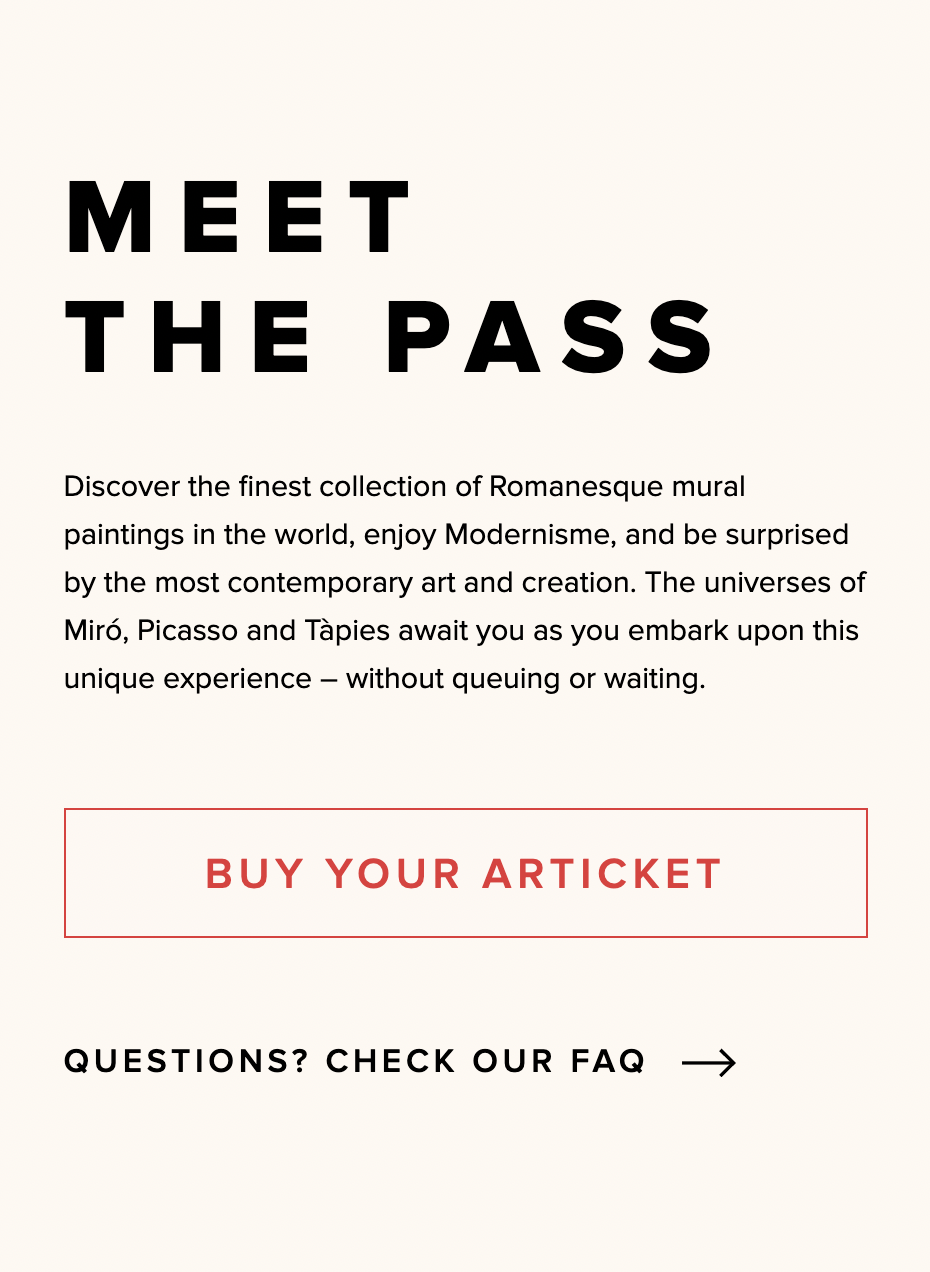 MEET
THE PASS
Discover the finest collection of Romanesque mural
paintings in the world, enjoy Modernisme, and be surprised
by the most contemporary art and creation. The universes of
Miró, Picasso and Tàpies await you as you embark upon this
unique experience – without queuing or waiting.
BUY YOUR ARTICKET
QUESTIONS? CHECK OUR FAQ